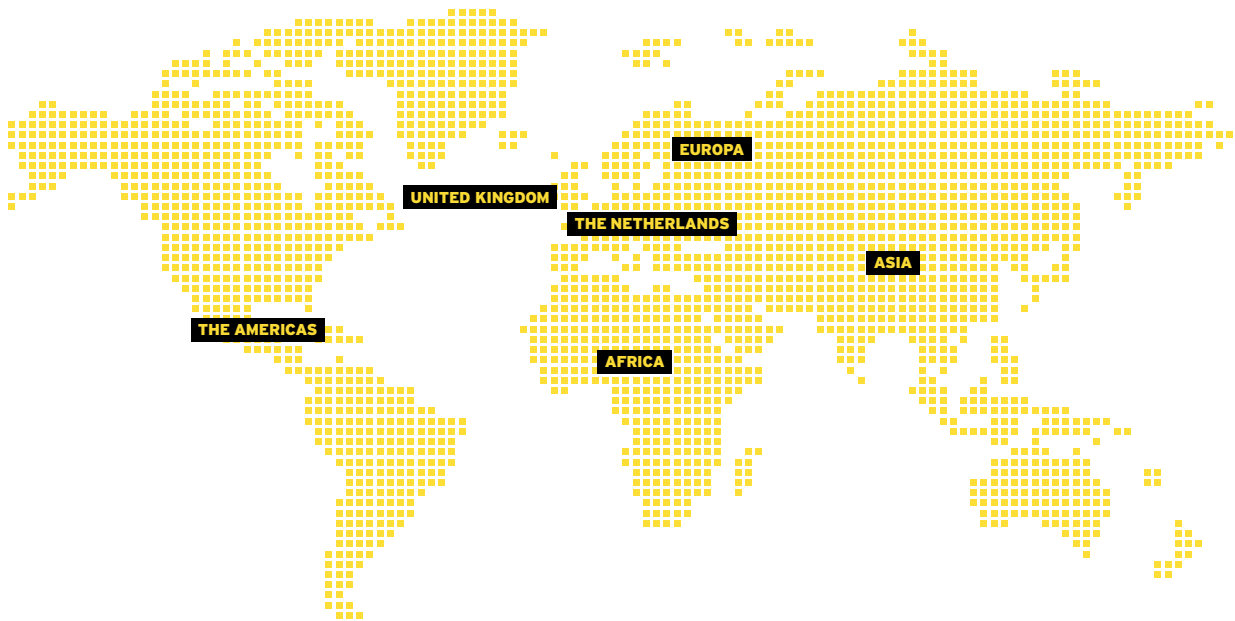 EUROPA
UNITED KINGDOM
THE NETHERLANDS
ASIA
THE AMERICAS
AFRICA